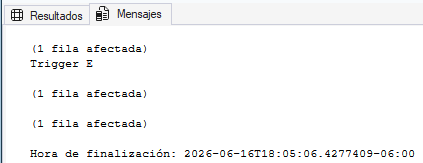 Resultados Mensajes
(1 fila afectada)
Trigger E
(1 fila afectada)
(1 fila afectada)
Hora de finalización: 2026-06-16T18:05:06.4277409-06:00